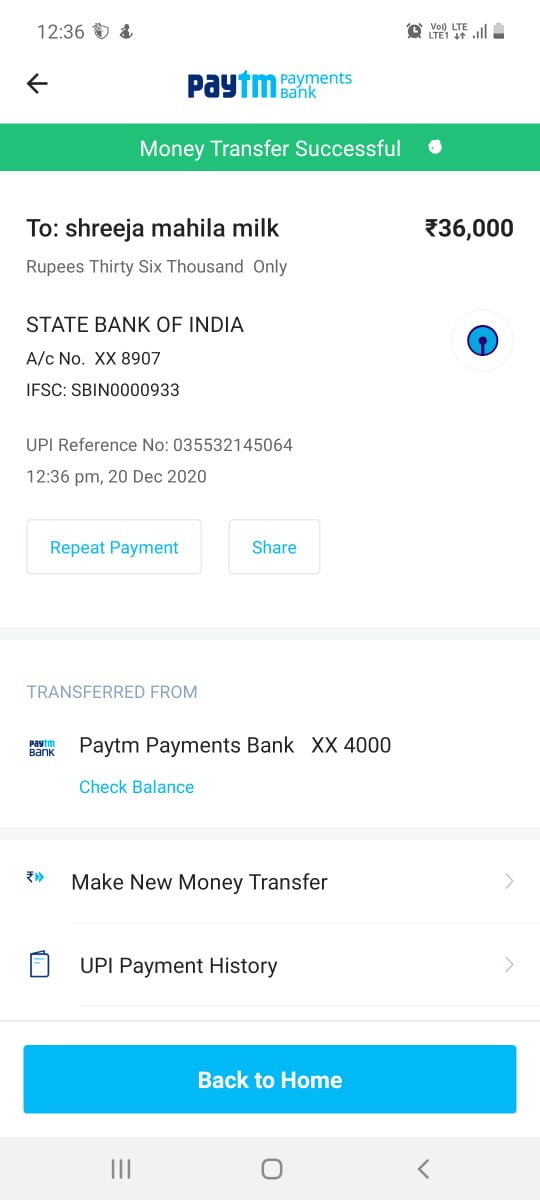 12:36
Vo) LTE
LTE1
paytm Payments Bank
Money Transfer Successful
To: shreeja mahila milk ₹36,000
Rupees Thirty Six Thousand Only
STATE BANK OF INDIA
A/c No. XX 8907
IFSC: SBIN0000933
UPI Reference No: 035532145064
12:36 pm, 20 Dec 2020
Repeat Payment Share
TRANSFERRED FROM
paytm Bank
Paytm Payments Bank XX 4000
Check Balance
₹
Make New Money Transfer
UPI Payment History
Back to Home